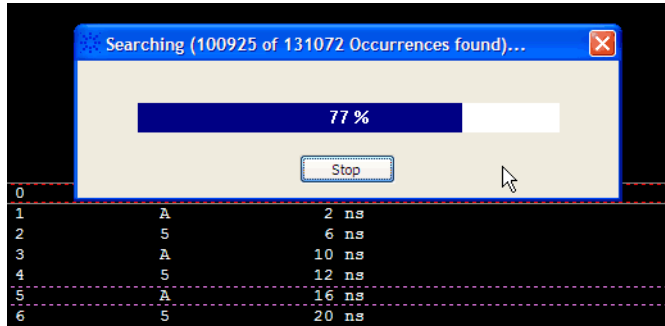 Searching (100925 of 131072 Occurrences found)...
77 %
Stop
0
1 A 2 ns
2 5 6 ns
3 A 10 ns
4 5 12 ns
5 A 16 ns
6 5 20 ns